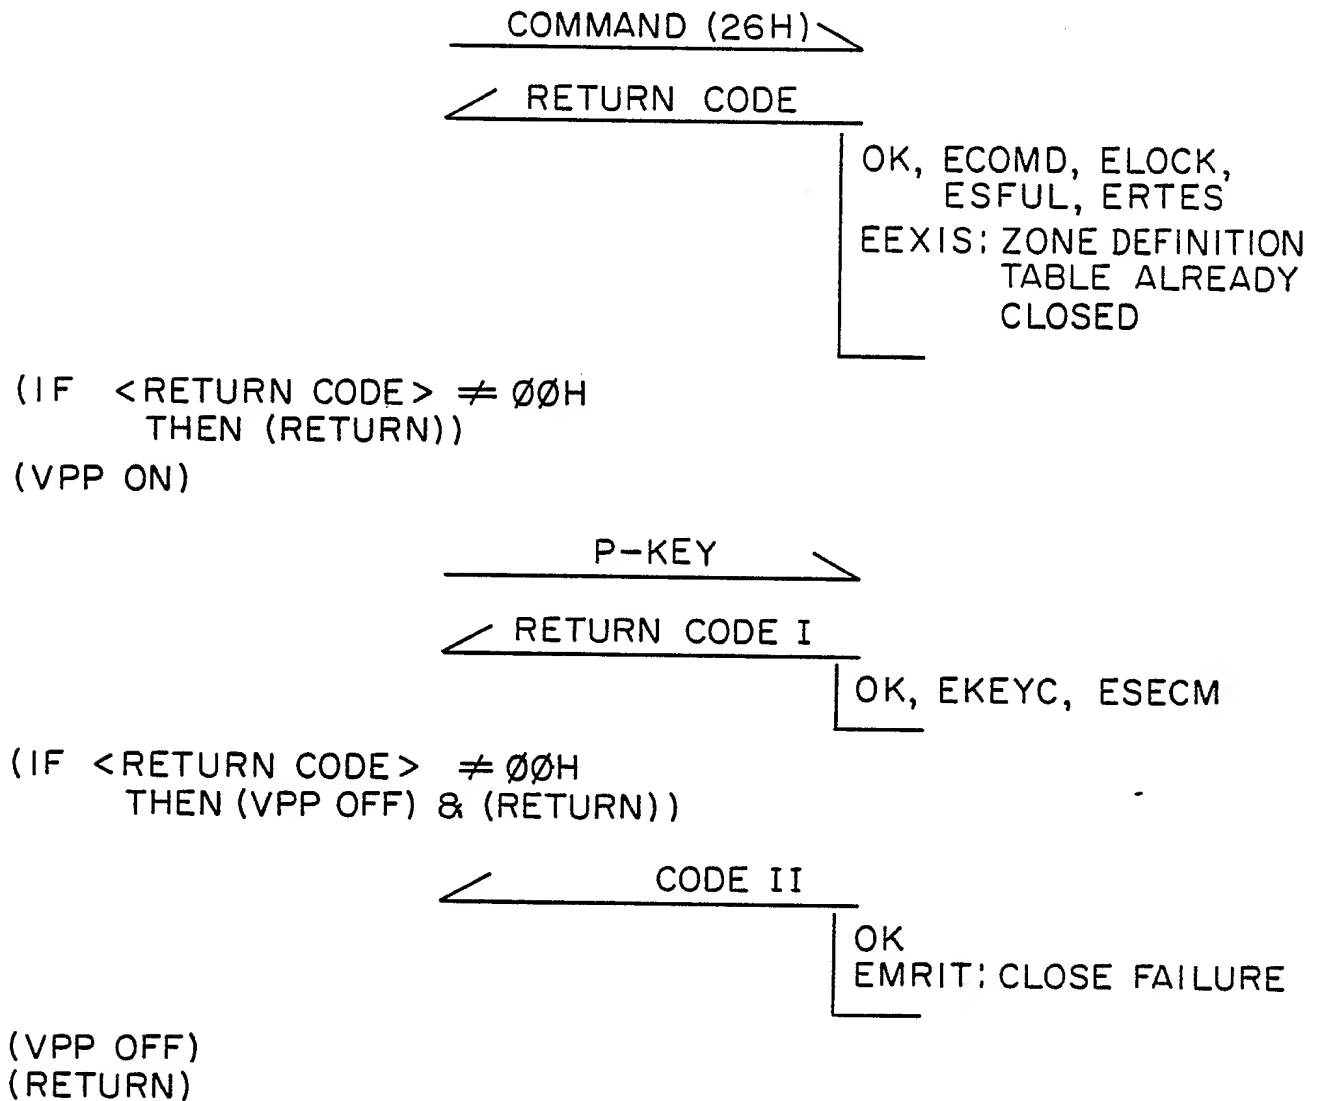 COMMAND (26H)
RETURN CODE
OK, ECOMD, ELOCK,
ESFUL, ERTES
EEXIS: ZONE DEFINITION
TABLE ALREADY
CLOSED
(IF <RETURN CODE> ≠ ØØH
THEN (RETURN))
(VPP ON)
P-KEY
RETURN CODE I
OK, EKEYC, ESECM
(IF <RETURN CODE> ≠ ØØH
THEN (VPP OFF) & (RETURN))
CODE II
OK
EMRIT: CLOSE FAILURE
(VPP OFF)
(RETURN)